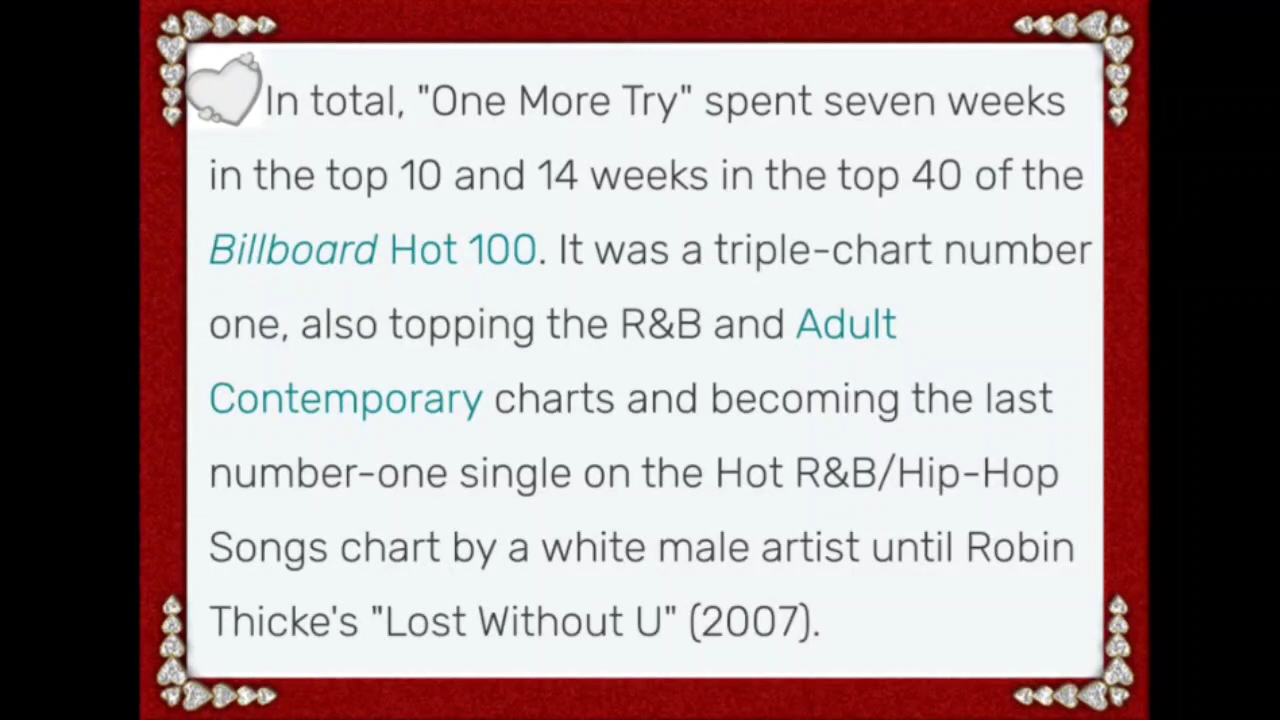 In total, "One More Try" spent seven weeks
in the top 10 and 14 weeks in the top 40 of the
Billboard Hot 100. It was a triple-chart number
one, also topping the R&B and Adult
Contemporary charts and becoming the last
number-one single on the Hot R&B/Hip-Hop
Songs chart by a white male artist until Robin
Thicke's "Lost Without U" (2007).